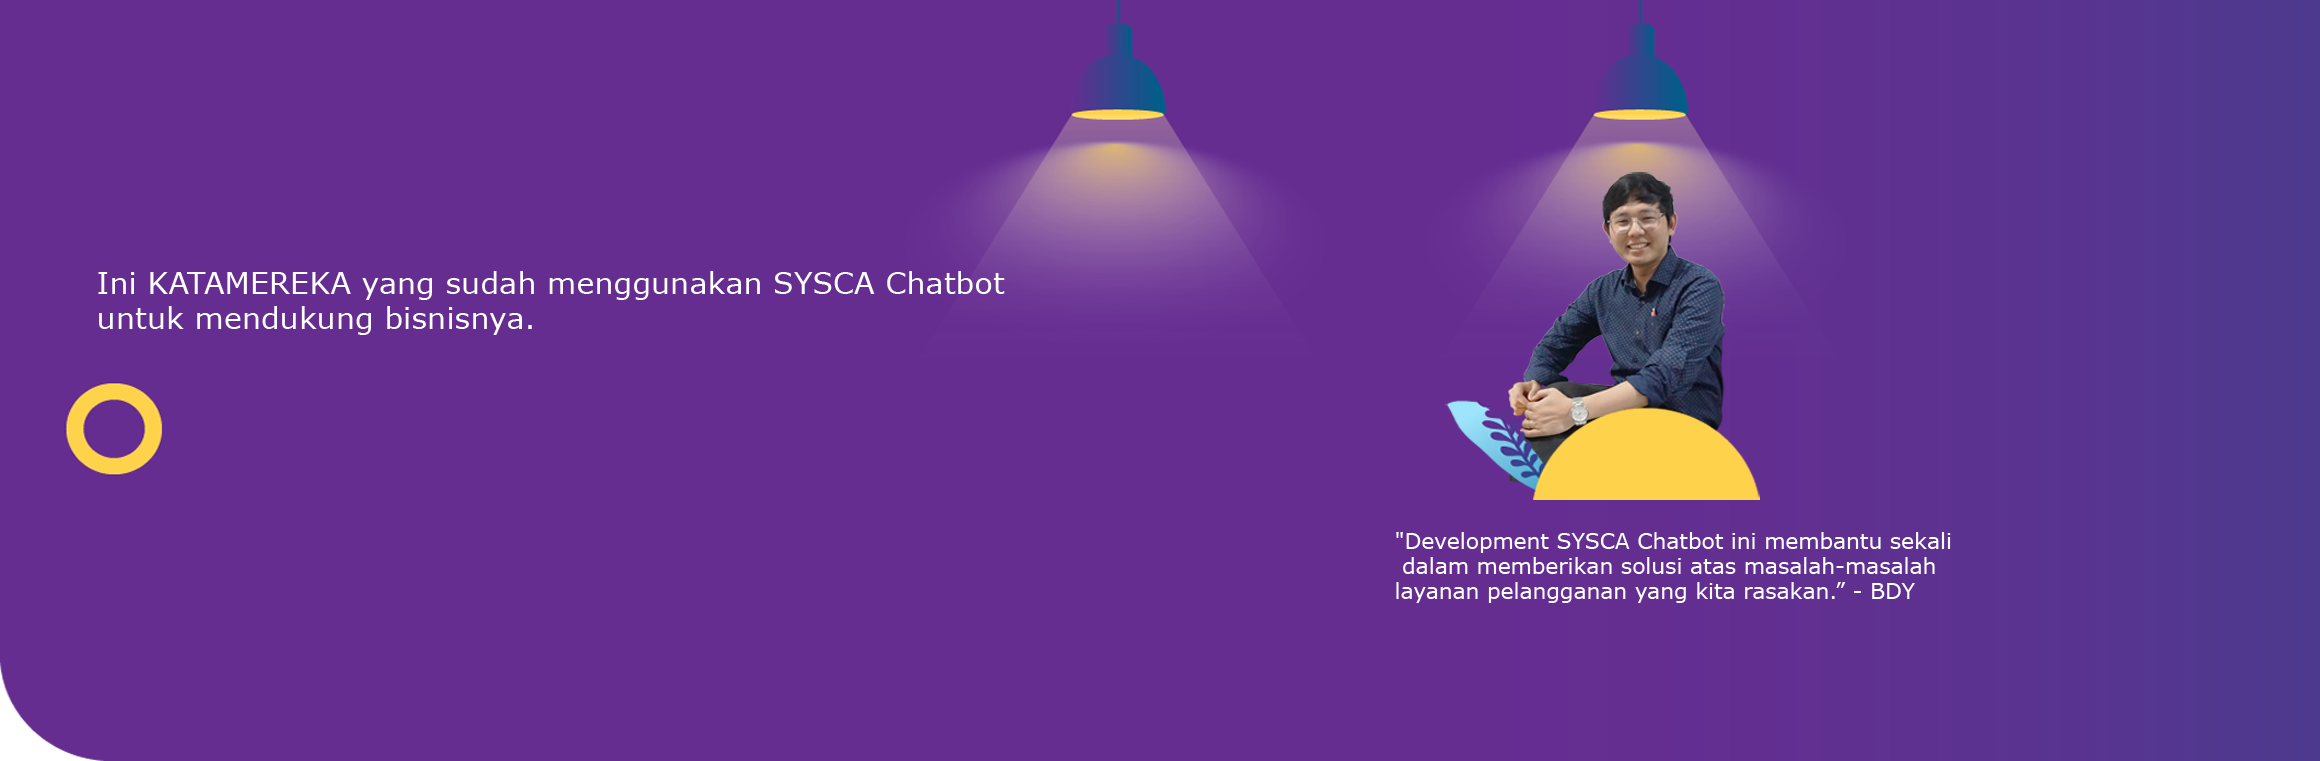 Ini KATAMEREKA yang sudah menggunakan SYSCA Chatbot
untuk mendukung bisnisnya.
"Development SYSCA Chatbot ini membantu sekali
dalam memberikan solusi atas masalah-masalah
layanan pelangganan yang kita rasakan.” - BDY